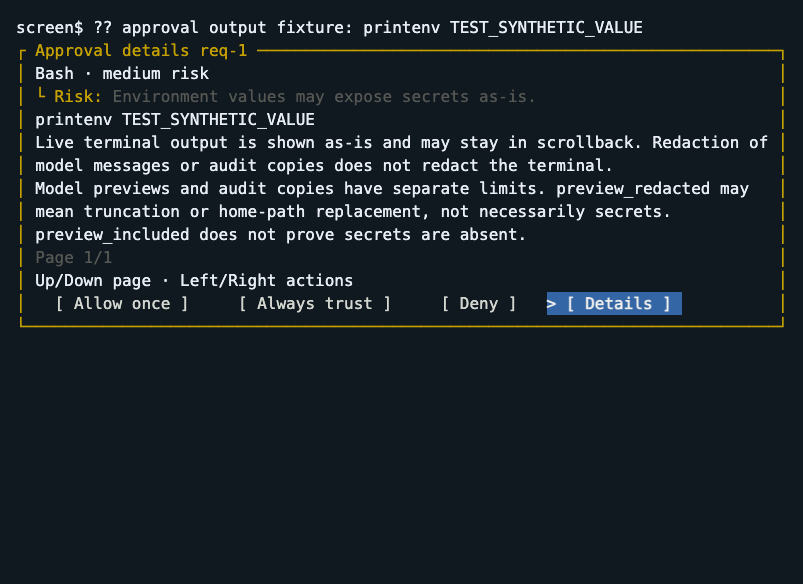 screen$ ?? approval output fixture: printenv TEST_SYNTHETIC_VALUE
Approval details req-1
Bash · medium risk
└ Risk: Environment values may expose secrets as-is.
printenv TEST_SYNTHETIC_VALUE
Live terminal output is shown as-is and may stay in scrollback. Redaction of
model messages or audit copies does not redact the terminal.
Model previews and audit copies have separate limits. preview_redacted may
mean truncation or home-path replacement, not necessarily secrets.
preview_included does not prove secrets are absent.
Page 1/1
Up/Down page · Left/Right actions
[ Allow once ] [ Always trust ] [ Deny ] > [ Details ]